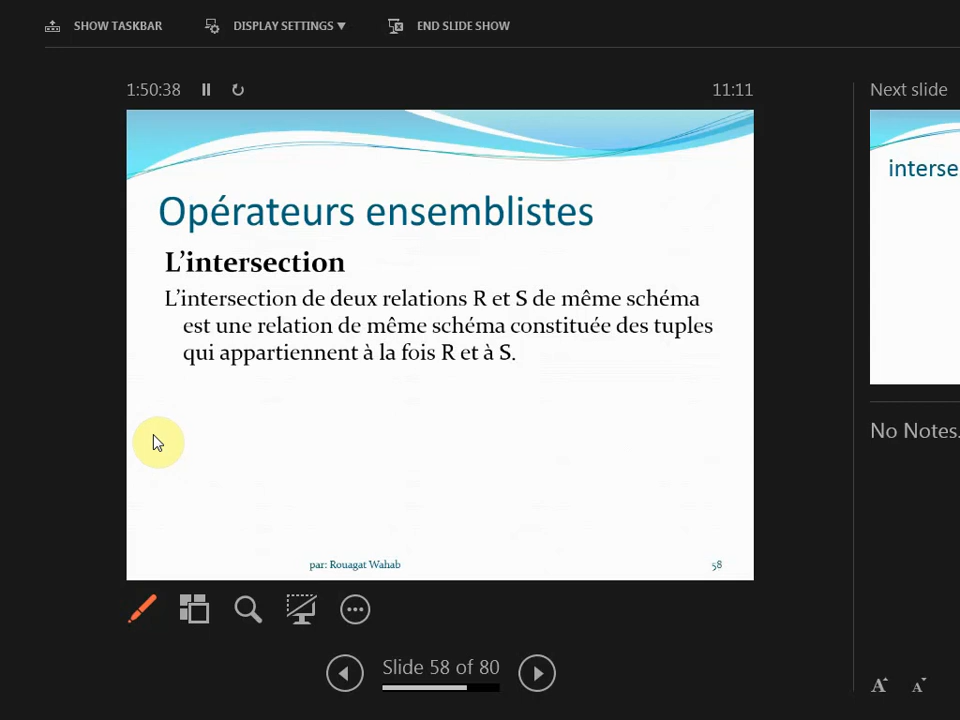 SHOW TASKBAR
DISPLAY SETTINGS
END SLIDE SHOW
1:50:38
11:11
Next slide
Opérateurs ensemblistes
L'intersection
L'intersection de deux relations R et S de même schéma
est une relation de même schéma constituée des tuples
qui appartiennent à la fois R et à S.
par: Rouagat Wahab
58
interse
No Notes.
Slide 58 of 80
A
A